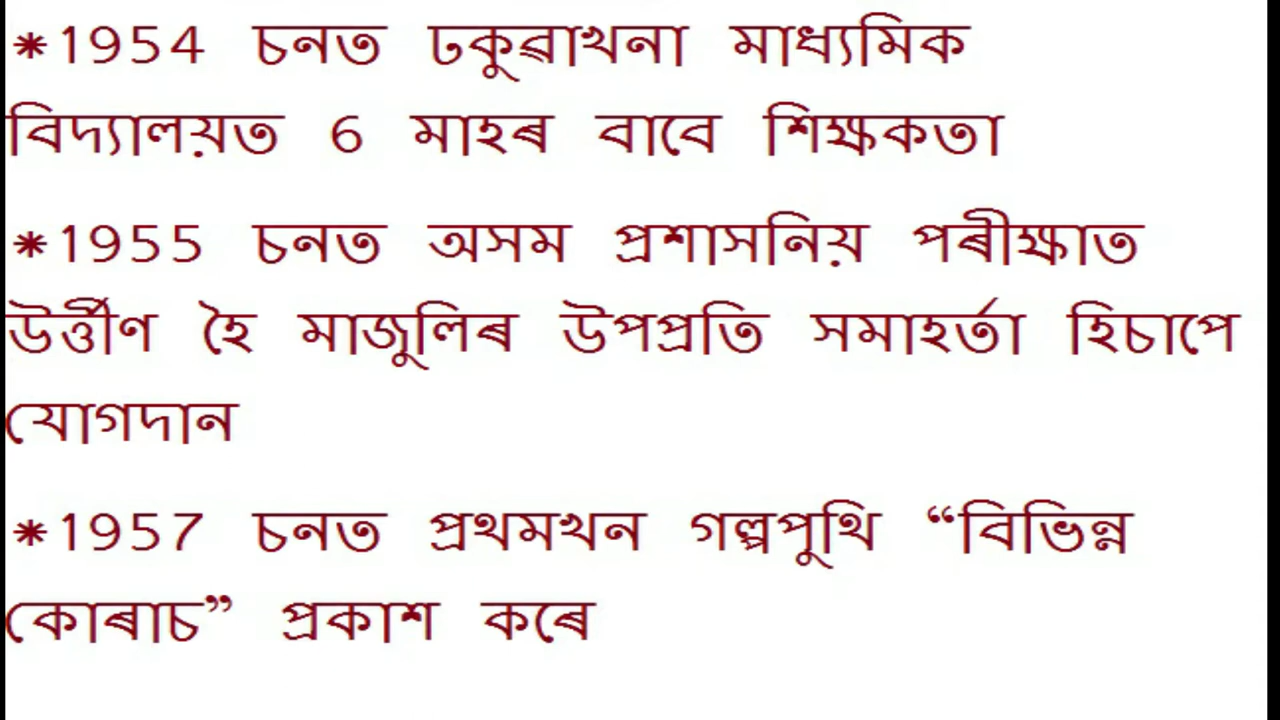 *1954 চনত ঢকুৱাখনা মাধ্যমিক
বিদ্যালয়ত 6 মাহৰ বাবে শিক্ষকতা
*1955 চনত অসম প্ৰশাসনিয় পৰীক্ষাত
উৰ্ত্তীণ হৈ মাজুলিৰ উপপ্ৰতি সমাহৰ্তা হিচাপে
যোগদান
*1957 চনত প্ৰথমখন গল্পপুথি “বিভিন্ন
কোৰাচ” প্ৰকাশ কৰে